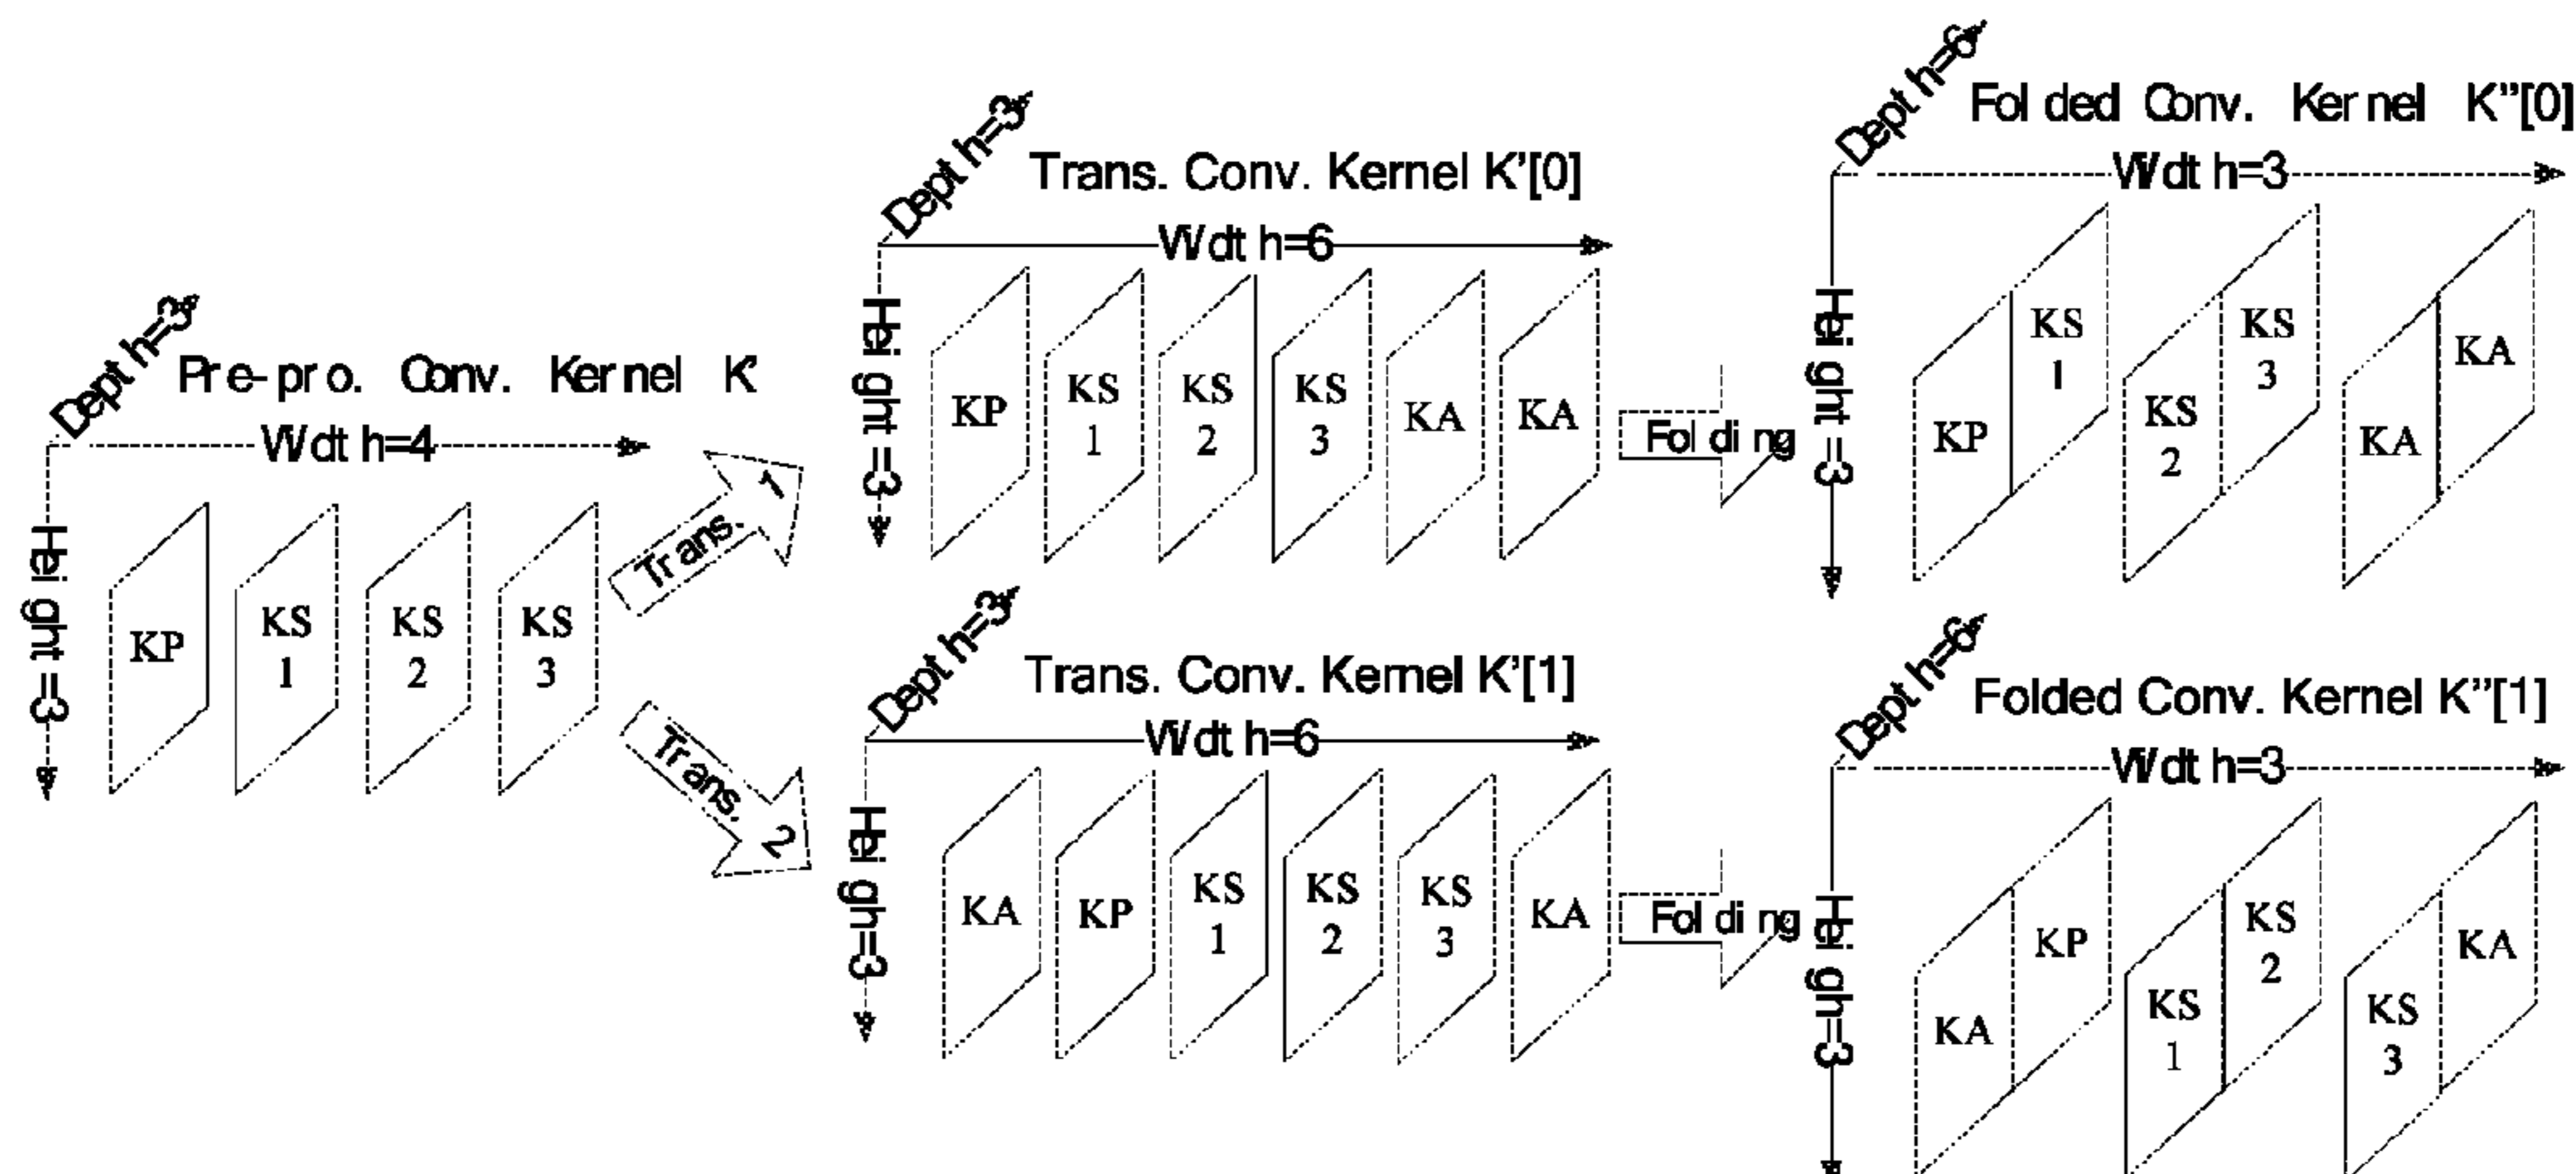 Depth=3
Pre-pro. Conv. Kernel K
Width=4
Height=3
KP
KS 1
KS 2
KS 3
Trans. 1
Trans. 2
Depth=3
Trans. Conv. Kernel K'[0]
Width=6
Height=3
KP
KS 1
KS 2
KS 3
KA
KA
Folding
Depth=6
Folded Conv. Kernel K"[0]
Width=3
Height=3
KP
KS 1
KS 2
KS 3
KA
KA
Depth=3
Trans. Conv. Kernel K'[1]
Width=6
Heigh=3
KA
KP
KS 1
KS 2
KS 3
KA
Folding
Depth=6
Folded Conv. Kernel K"[1]
Width=3
Heigh=3
KA
KP
KS 1
KS 2
KS 3
KA